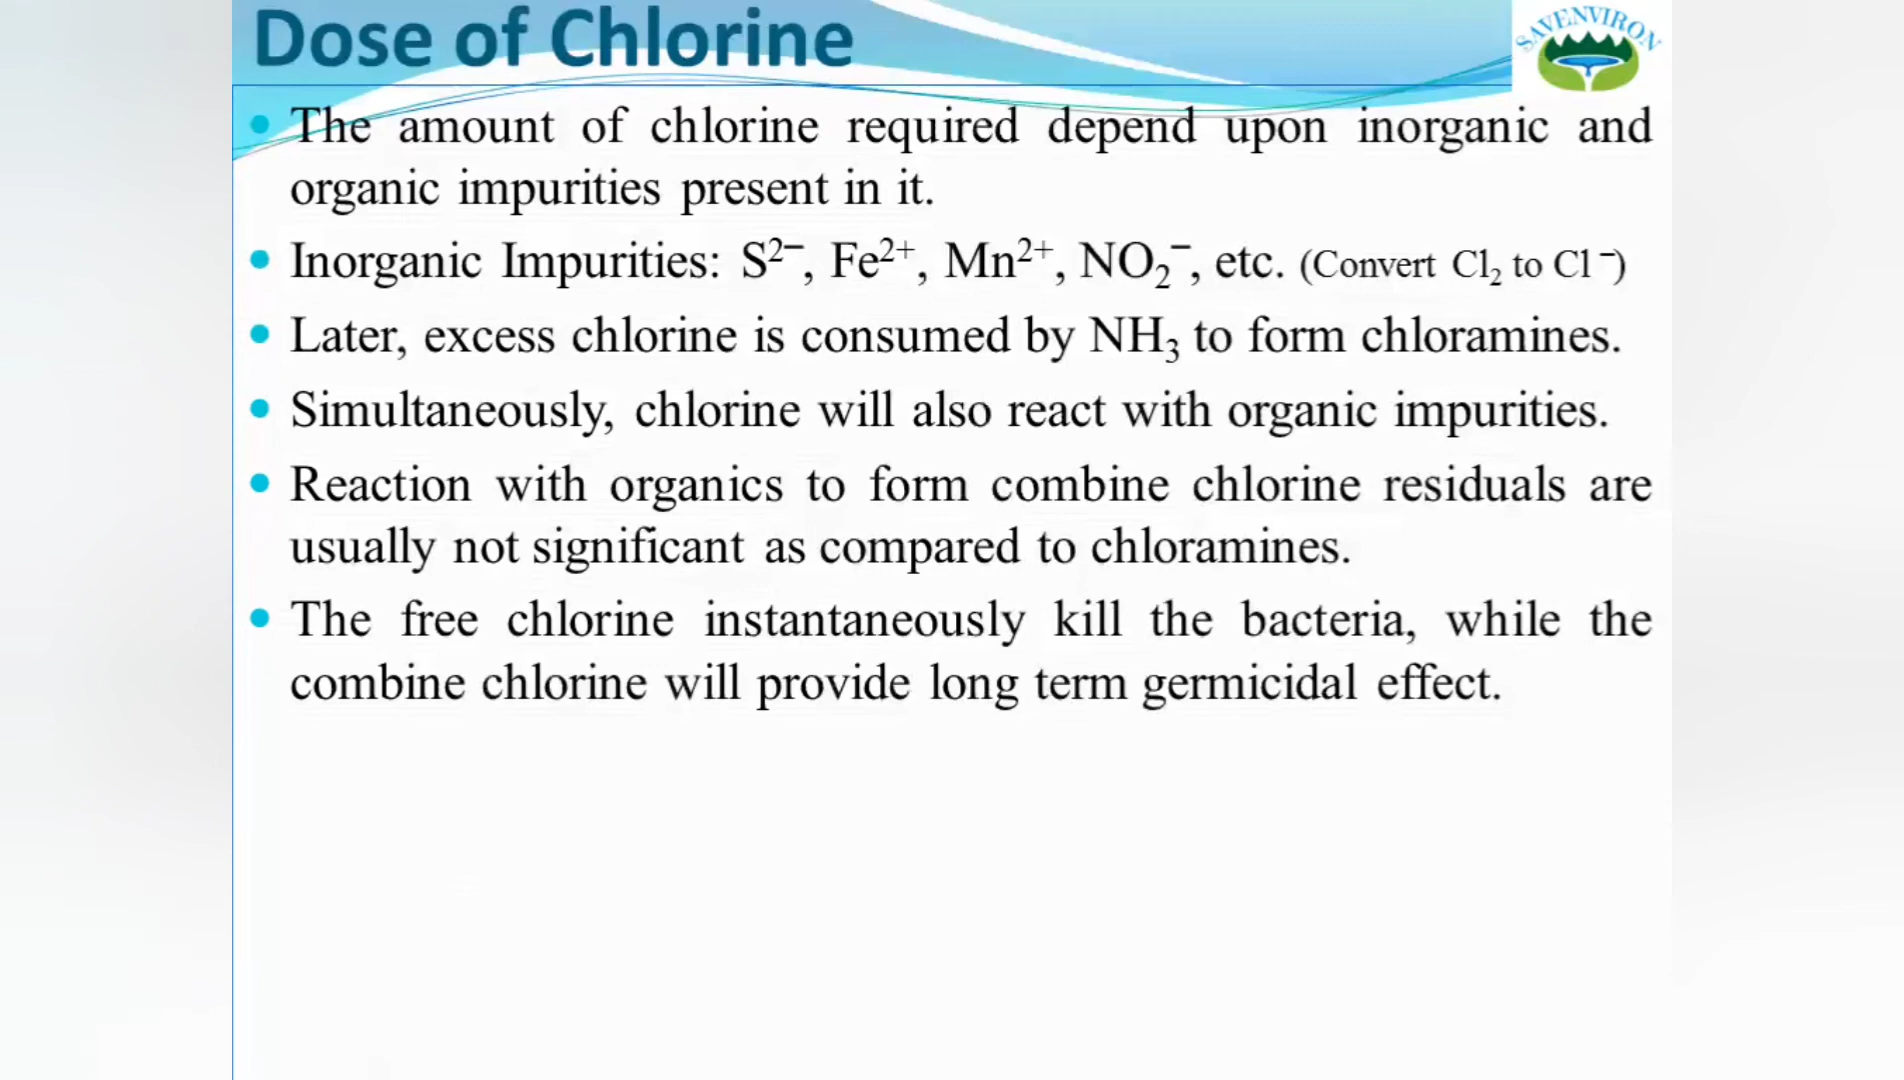 Dose of Chlorine
SAVENVIRON
• The amount of chlorine required depend upon inorganic and
organic impurities present in it.
• Inorganic Impurities: S²⁻, Fe²⁺, Mn²⁺, NO₂⁻, etc. (Convert Cl₂ to Cl⁻)
• Later, excess chlorine is consumed by NH₃ to form chloramines.
• Simultaneously, chlorine will also react with organic impurities.
• Reaction with organics to form combine chlorine residuals are
usually not significant as compared to chloramines.
• The free chlorine instantaneously kill the bacteria, while the
combine chlorine will provide long term germicidal effect.